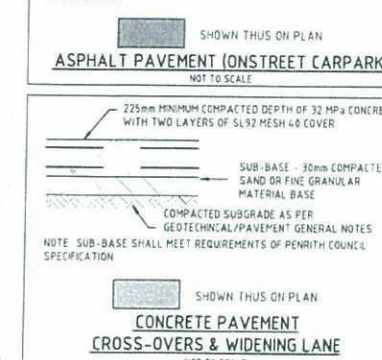 SHOWN THUS ON PLAN
ASPHALT PAVEMENT (ONSTREET CARPARK
NOT TO SCALE
225mm MINIMUM COMPACTED DEPTH OF 32 MPa CONCRE
WITH TWO LAYERS OF SL92 MESH 40 COVER
SUB-BASE - 30mm COMPACTE
SAND OR FINE GRANULAR
MATERIAL BASE
COMPACTED SUBGRADE AS PER
GEOTECHINCAL/PAVEMENT GENERAL NOTES
NOTE SUB-BASE SHALL MEET REQUIREMENTS OF PENRITH COUNCIL
SPECIFICATION
SHOWN THUS ON PLAN
CONCRETE PAVEMENT
CROSS-OVERS & WIDENING LANE